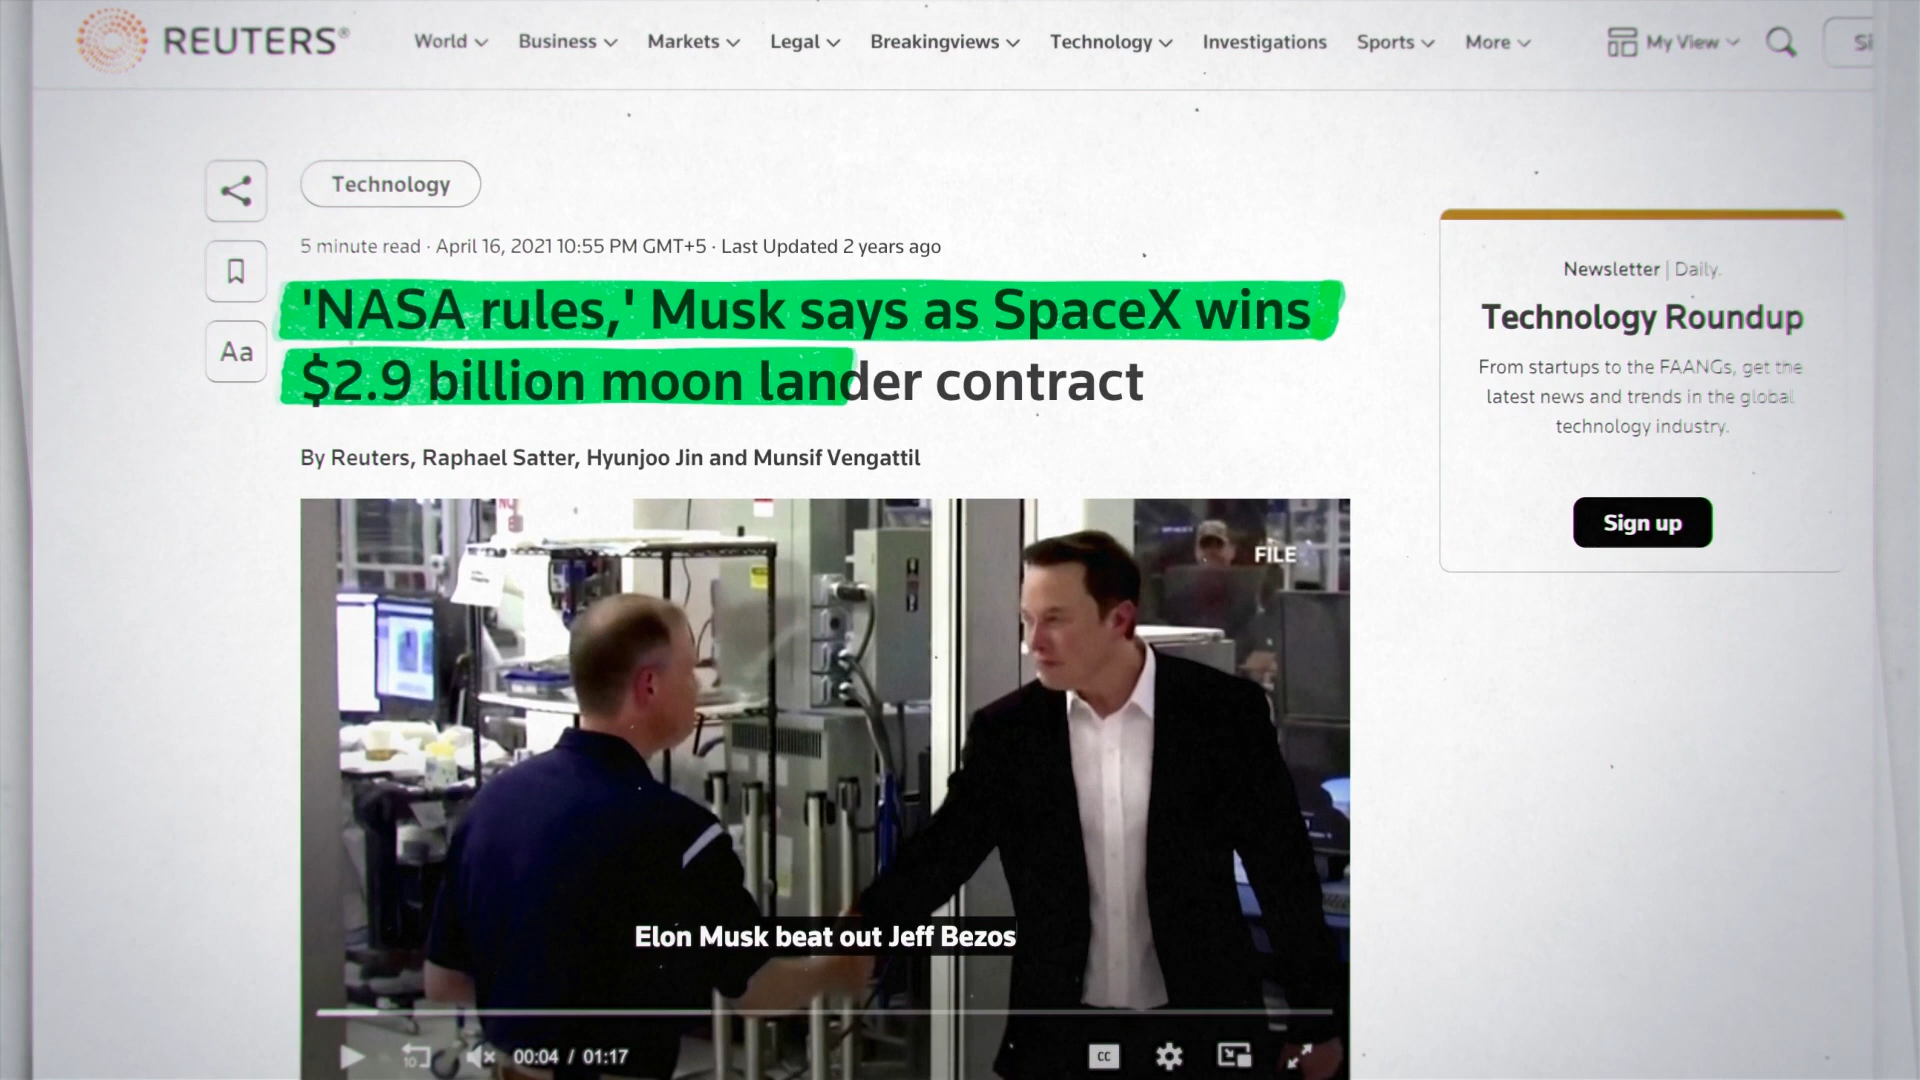 REUTERS®
World Business Markets Legal Breakingviews Technology Investigations Sports More My View
Technology
5 minute read · April 16, 2021 10:55 PM GMT+5 · Last Updated 2 years ago
'NASA rules,' Musk says as SpaceX wins
$2.9 billion moon lander contract
Aa
By Reuters, Raphael Satter, Hyunjoo Jin and Munsif Vengattil
Newsletter | Daily.
Technology Roundup
From startups to the FAANGs, get the
latest news and trends in the global
technology industry.
Sign up
FILE
Elon Musk beat out Jeff Bezos
10
00:04 / 01:17
CC